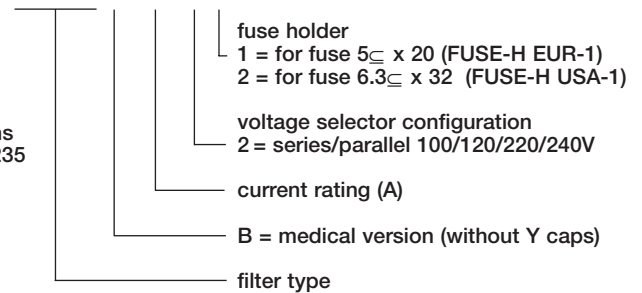 fuse holder
1 = for fuse 5⊆ x 20 (FUSE-H EUR-1)
2 = for fuse 6.3⊆ x 32 (FUSE-H USA-1)
voltage selector configuration
2 = series/parallel 100/120/220/240V
current rating (A)
B = medical version (without Y caps)
filter type